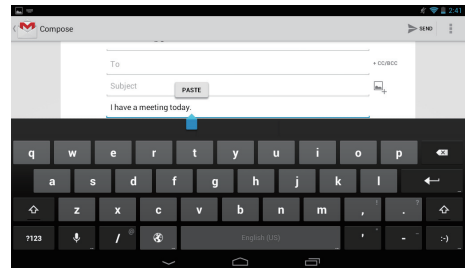 2:41
Compose
SEND
To
+ CC/BCC
Subject
PASTE
I have a meeting today.
q w e r t y u i o p
a s d f g h j k l
z x c v b n m , ! . ?
?123 / @ English (US) ' " - _ :-)